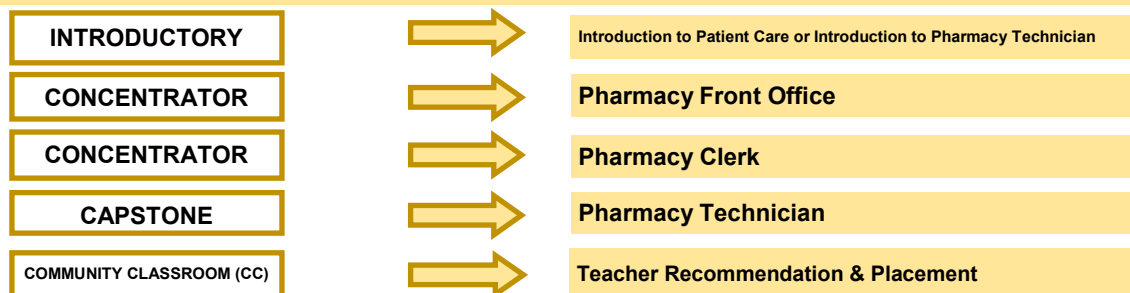 INTRODUCTORY
Introduction to Patient Care or Introduction to Pharmacy Technician
CONCENTRATOR
Pharmacy Front Office
CONCENTRATOR
Pharmacy Clerk
CAPSTONE
Pharmacy Technician
COMMUNITY CLASSROOM (CC)
Teacher Recommendation & Placement